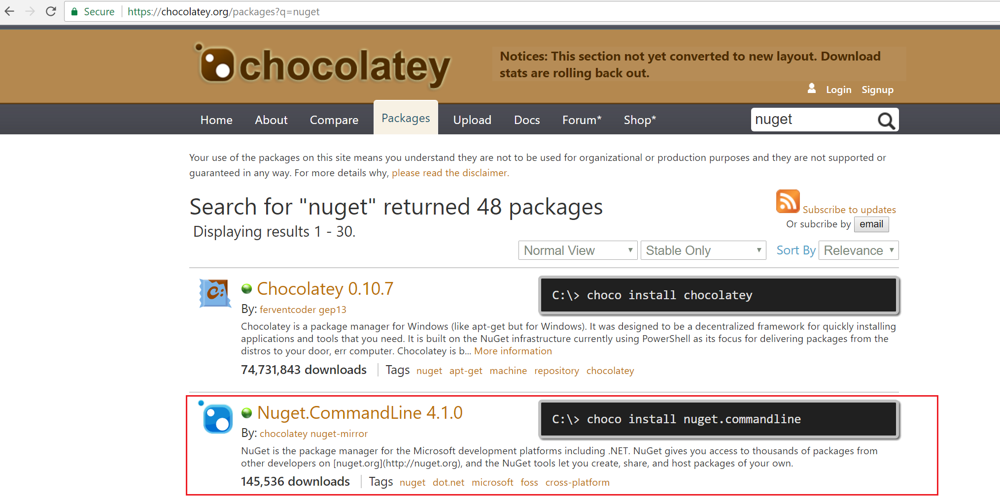 Secure https://chocolatey.org/packages?q=nuget
chocolatey
Notices: This section not yet converted to new layout. Download
stats are rolling back out.
Login Signup
Home About Compare Packages Upload Docs Forum* Shop* nuget
Your use of the packages on this site means you understand they are not to be used for organizational or production purposes and they are not supported or
guaranteed in any way. For more details why, please read the disclaimer.
Search for "nuget" returned 48 packages
Displaying results 1 - 30.
Subscribe to updates
Or subcribe by email
Normal View Stable Only Sort By Relevance
Chocolatey 0.10.7
C:\> choco install chocolatey
By: ferventcoder gep13
Chocolatey is a package manager for Windows (like apt-get but for Windows). It was designed to be a decentralized framework for quickly installing
applications and tools that you need. It is built on the NuGet infrastructure currently using PowerShell as its focus for delivering packages from the
distros to your door, err computer. Chocolatey is b... More information
74,731,843 downloads Tags nuget apt-get machine repository chocolatey
Nuget.CommandLine 4.1.0
C:\> choco install nuget.commandline
By: chocolatey nuget-mirror
NuGet is the package manager for the Microsoft development platforms including .NET. NuGet gives you access to thousands of packages from
other developers on [nuget.org](http://nuget.org), and the NuGet tools let you create, share, and host packages of your own.
145,536 downloads Tags nuget dot.net microsoft foss cross-platform